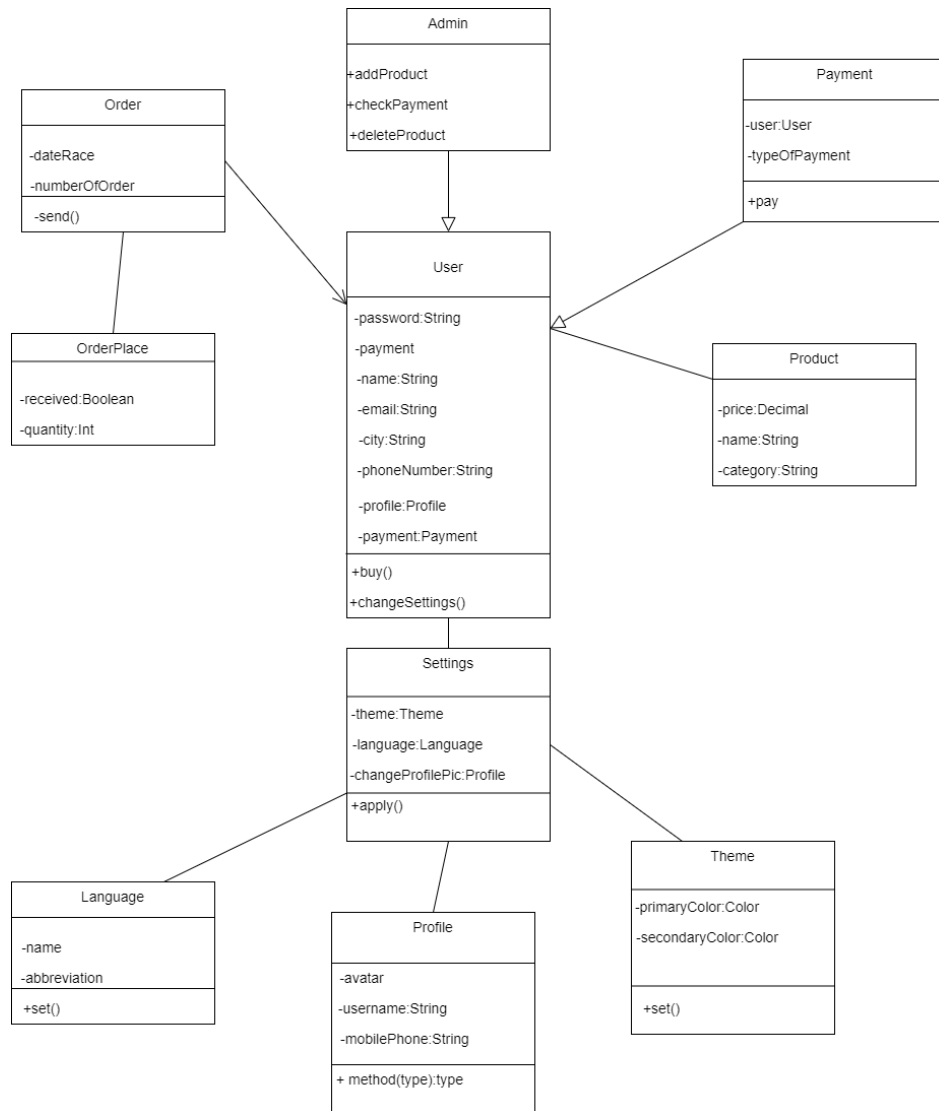 Admin
+addProduct
+checkPayment
+deleteProduct
Order
-dateRace
-numberOfOrder
-send()
Payment
-user:User
-typeOfPayment
+pay
User
-password:String
-payment
-name:String
-email:String
-city:String
-phoneNumber:String
-profile:Profile
-payment:Payment
+buy()
+changeSettings()
OrderPlace
-received:Boolean
-quantity:Int
Product
-price:Decimal
-name:String
-category:String
Settings
-theme:Theme
-language:Language
-changeProfilePic:Profile
+apply()
Language
-name
-abbreviation
+set()
Profile
-avatar
-username:String
-mobilePhone:String
+ method(type):type
Theme
-primaryColor:Color
-secondaryColor:Color
+set()